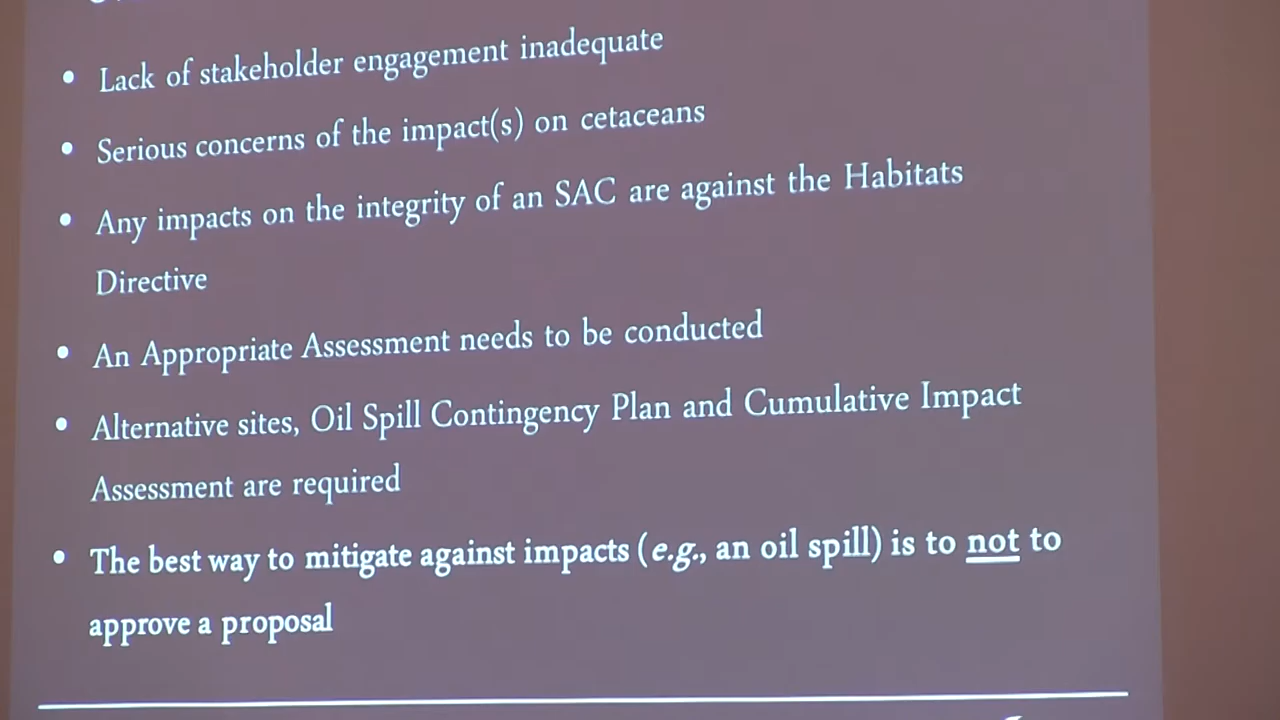 • Lack of stakeholder engagement inadequate
• Serious concerns of the impact(s) on cetaceans
• Any impacts on the integrity of an SAC are against the Habitats
Directive
• An Appropriate Assessment needs to be conducted
• Alternative sites, Oil Spill Contingency Plan and Cumulative Impact
Assessment are required
• The best way to mitigate against impacts (e.g., an oil spill) is to not to
approve a proposal